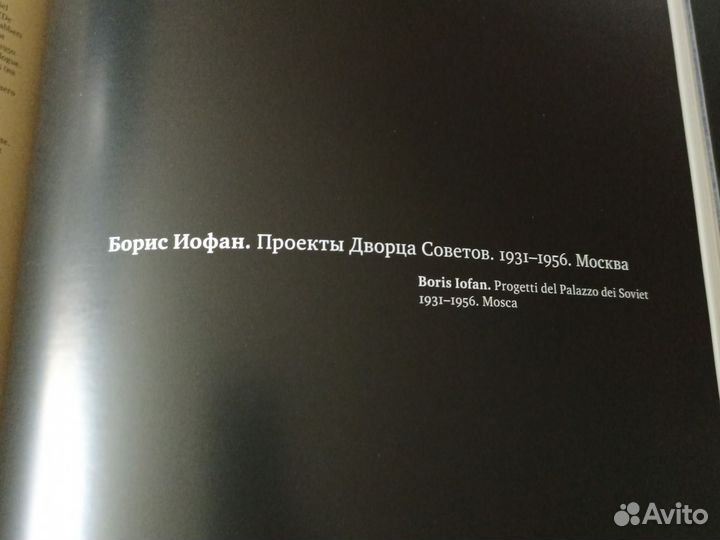 Борис Иофан. Проекты Дворца Советов. 1931–1956. Москва
Boris Iofan. Progetti del Palazzo dei Soviet
1931–1956. Mosca
Avito